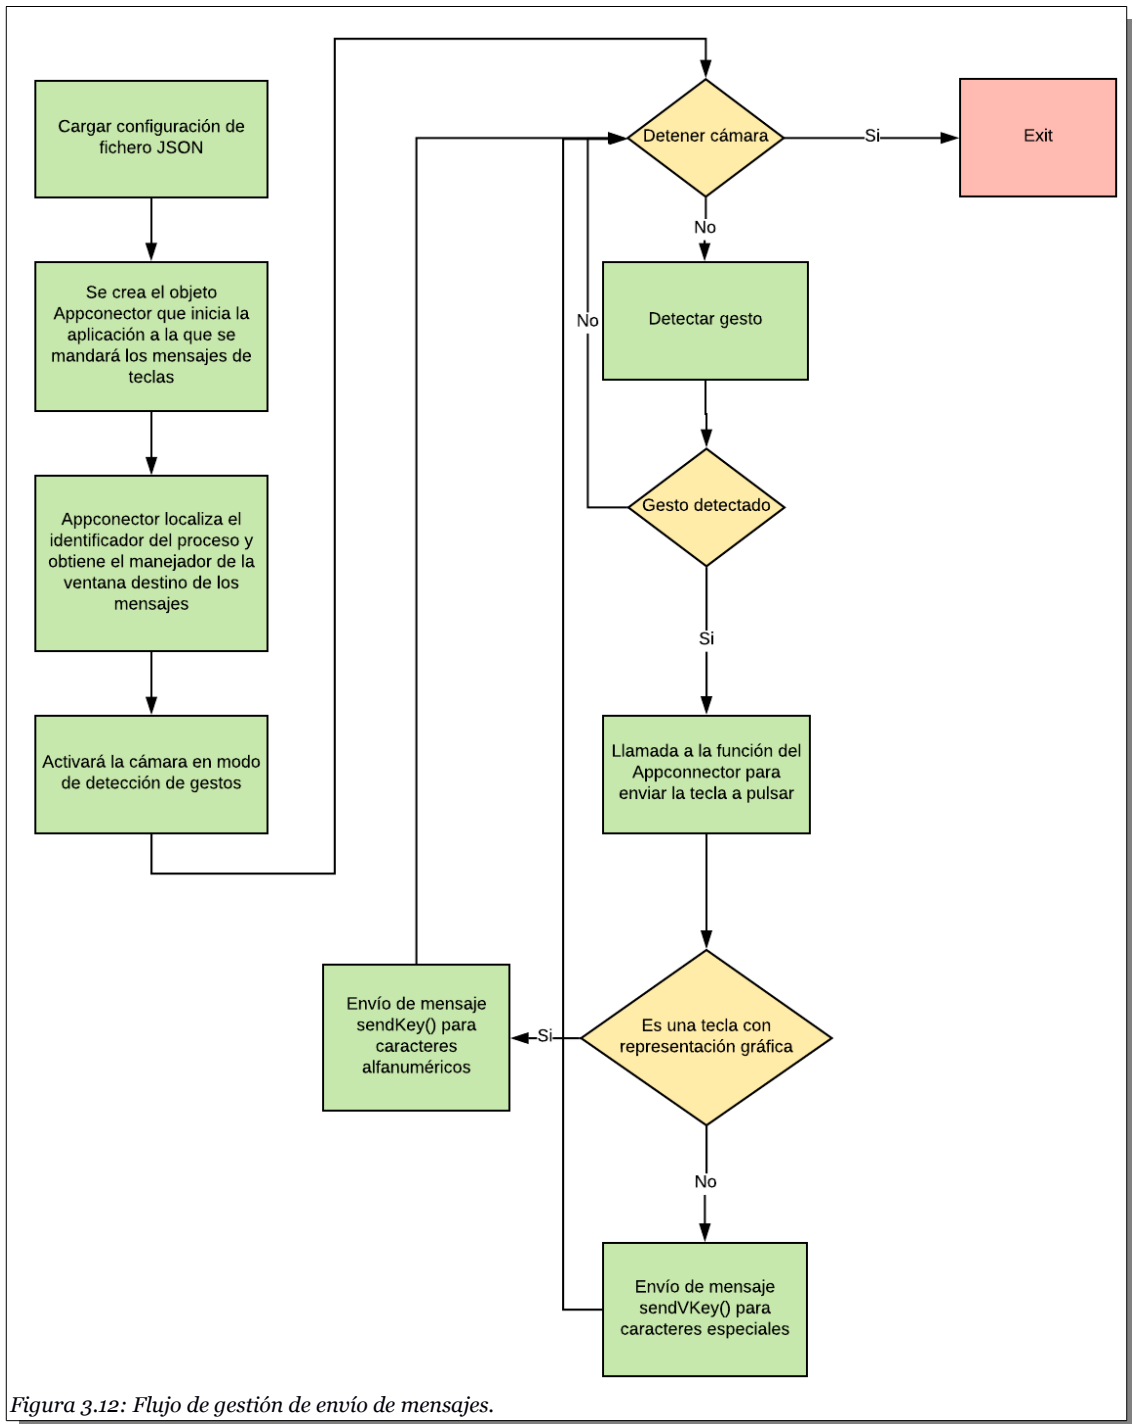 Cargar configuración de
fichero JSON
Se crea el objeto
Appconector que inicia la
aplicación a la que se
mandará los mensajes de
teclas
Appconector localiza el
identificador del proceso y
obtiene el manejador de la
ventana destino de los
mensajes
Activará la cámara en modo
de detección de gestos
Detener cámara
Si
Exit
No
Detectar gesto
No
Gesto detectado
Si
Llamada a la función del
Appconnector para
enviar la tecla a pulsar
Es una tecla con
representación gráfica
Si
Envío de mensaje
sendKey() para
caracteres
alfanuméricos
No
Envío de mensaje
sendVKey() para
caracteres especiales
Figura 3.12: Flujo de gestión de envío de mensajes.